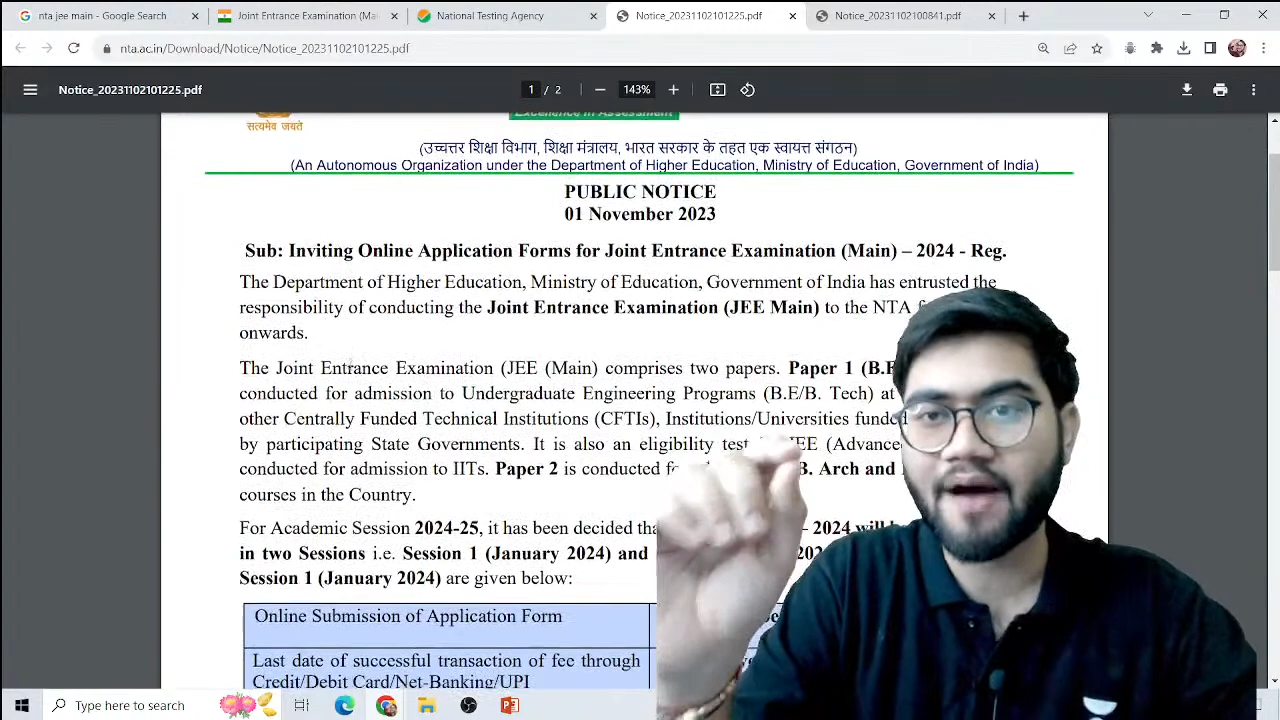 nta jee main - Google Search
Joint Entrance Examination (Mai
National Testing Agency
Notice_20231102101225.pdf
Notice_20231102100841.pdf
nta.ac.in/Download/Notice/Notice_20231102101225.pdf
Notice_20231102101225.pdf
1 / 2
143%
Excellence in Assessment
सत्यमेव जयते
(उच्चत्तर शिक्षा विभाग, शिक्षा मंत्रालय, भारत सरकार के तहत एक स्वायत्त संगठन)
(An Autonomous Organization under the Department of Higher Education, Ministry of Education, Government of India)
PUBLIC NOTICE
01 November 2023
Sub: Inviting Online Application Forms for Joint Entrance Examination (Main) – 2024 - Reg.
The Department of Higher Education, Ministry of Education, Government of India has entrusted the
responsibility of conducting the Joint Entrance Examination (JEE Main) to the NTA
onwards.
The Joint Entrance Examination (JEE (Main) comprises two papers. Paper 1 (B.E
conducted for admission to Undergraduate Engineering Programs (B.E/B. Tech) at
other Centrally Funded Technical Institutions (CFTIs), Institutions/Universities funded
by participating State Governments. It is also an eligibility test JEE (Advance
conducted for admission to IITs. Paper 2 is conducted B. Arch and
courses in the Country.
For Academic Session 2024-25, it has been decided tha – 2024 will
in two Sessions i.e. Session 1 (January 2024) and
Session 1 (January 2024) are given below:
Online Submission of Application Form
Last date of successful transaction of fee through
Credit/Debit Card/Net-Banking/UPI
Type here to search